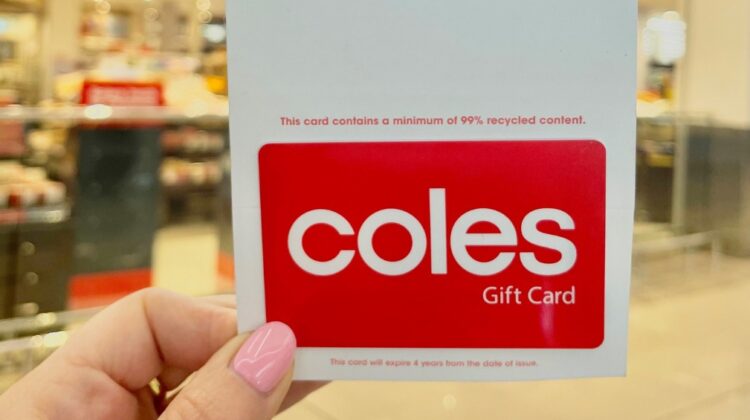 This card contains a minimum of 99% recycled content.
coles
Gift Card
This card will expire 4 years from the date of issue.